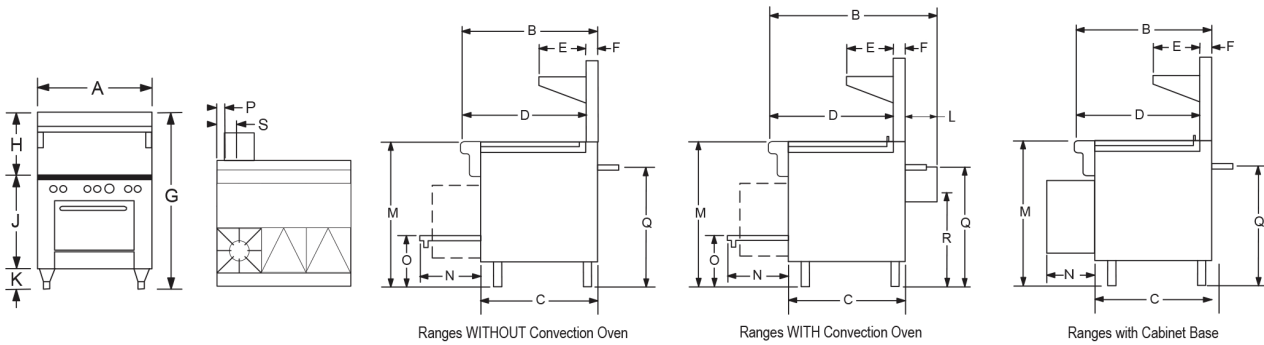 A
H
J
K
G
P
S
B
E
F
D
M
Q
O
N
C
Ranges WITHOUT Convection Oven
B
E
F
D
L
M
Q
R
O
N
C
Ranges WITH Convection Oven
B
E
F
D
M
Q
N
C
Ranges with Cabinet Base